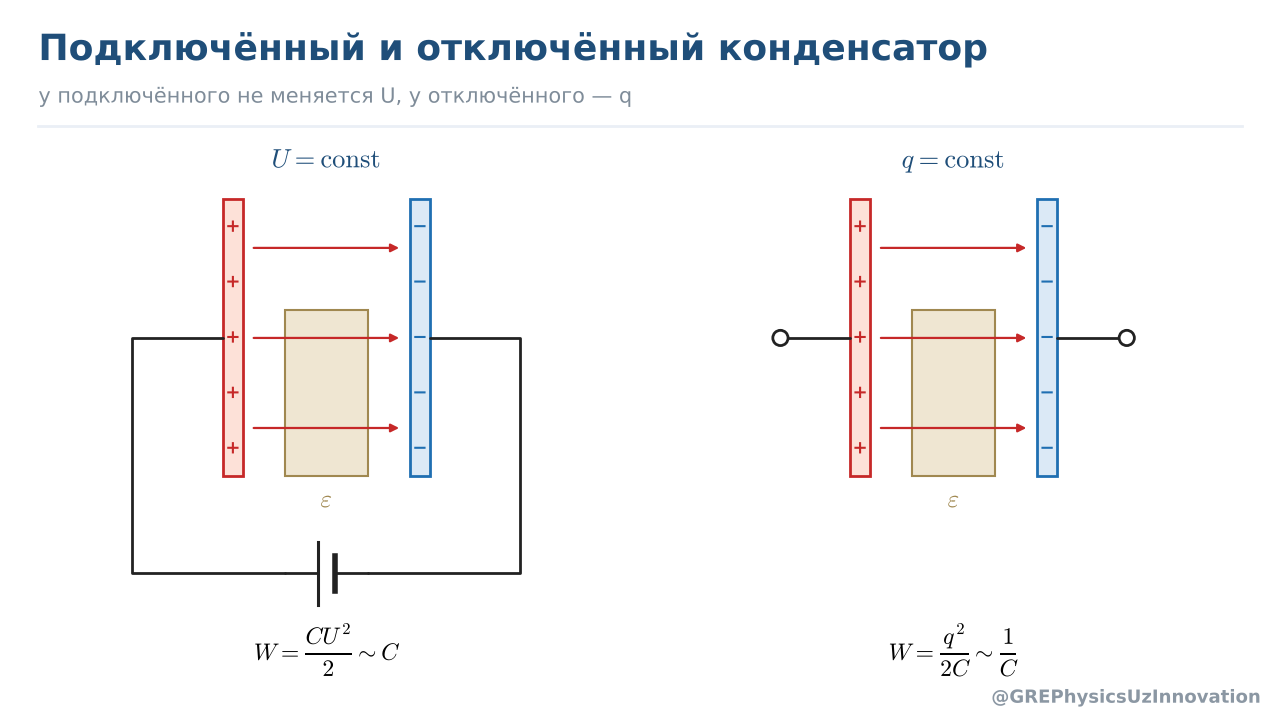 Подключённый и отключённый конденсатор
у подключённого не меняется U, у отключённого — q
U = const
q = const
+ − + −
+ − + −
+ − + −
+ − + −
+ − + −
ε
ε
W = CU²/2 ~ C
W = q²/2C ~ 1/C
@GREPhysicsUzInnovation